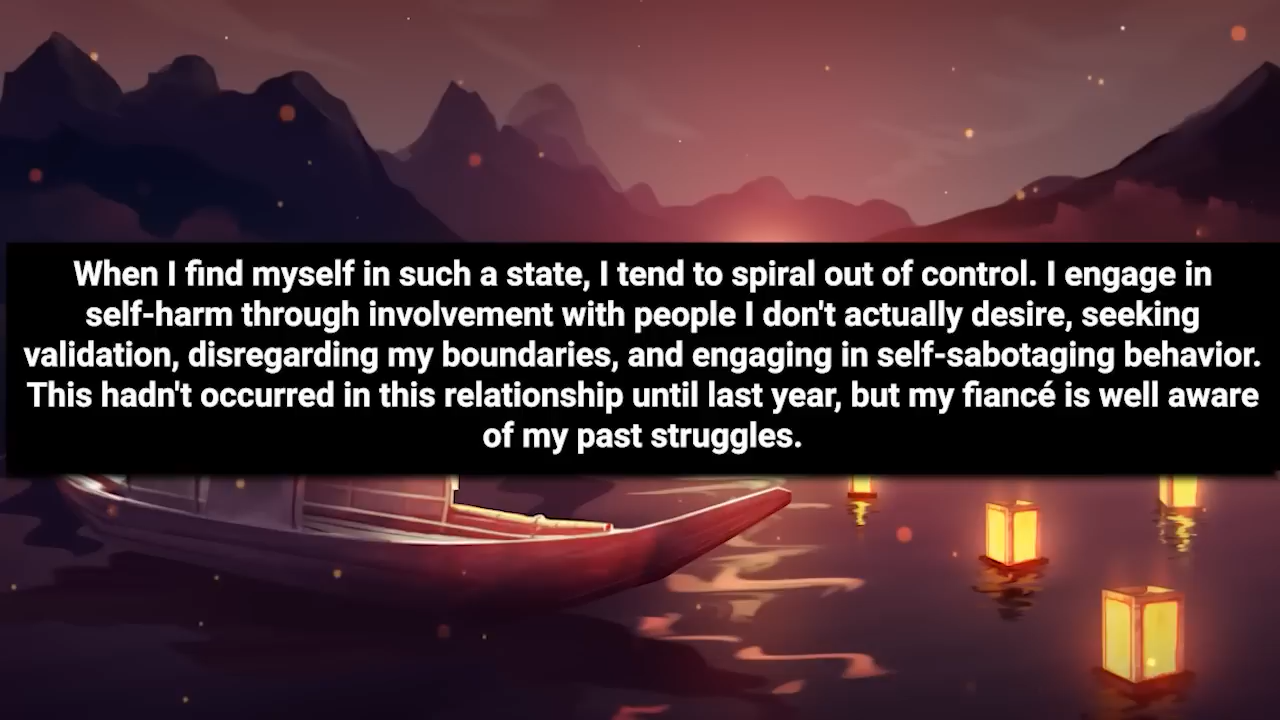 When I find myself in such a state, I tend to spiral out of control. I engage in
self-harm through involvement with people I don't actually desire, seeking
validation, disregarding my boundaries, and engaging in self-sabotaging behavior.
This hadn't occurred in this relationship until last year, but my fiancé is well aware
of my past struggles.